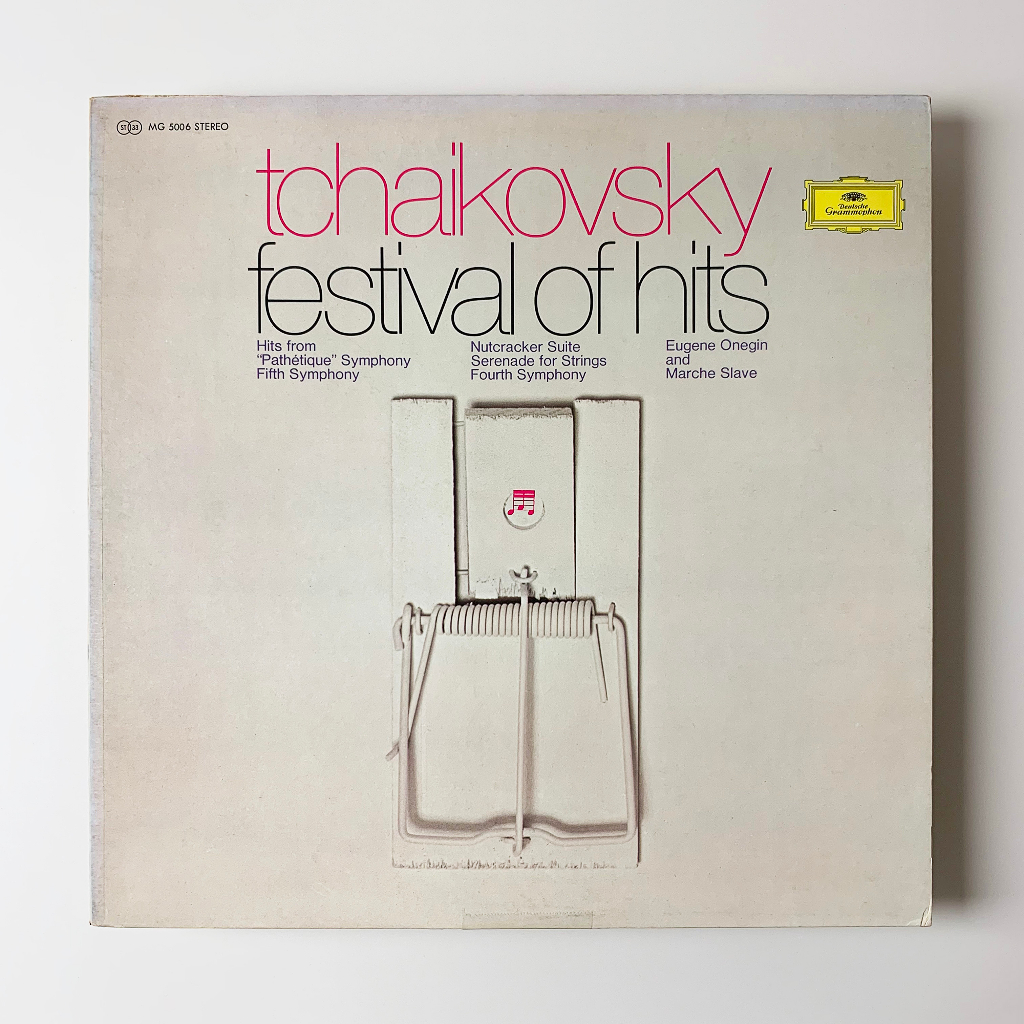 ST 33 MG 5006 STEREO
tchaikovsky
Deutsche
Grammophon
festival of hits
Hits from
“Pathétique” Symphony
Fifth Symphony
Nutcracker Suite
Serenade for Strings
Fourth Symphony
Eugene Onegin
and
Marche Slave